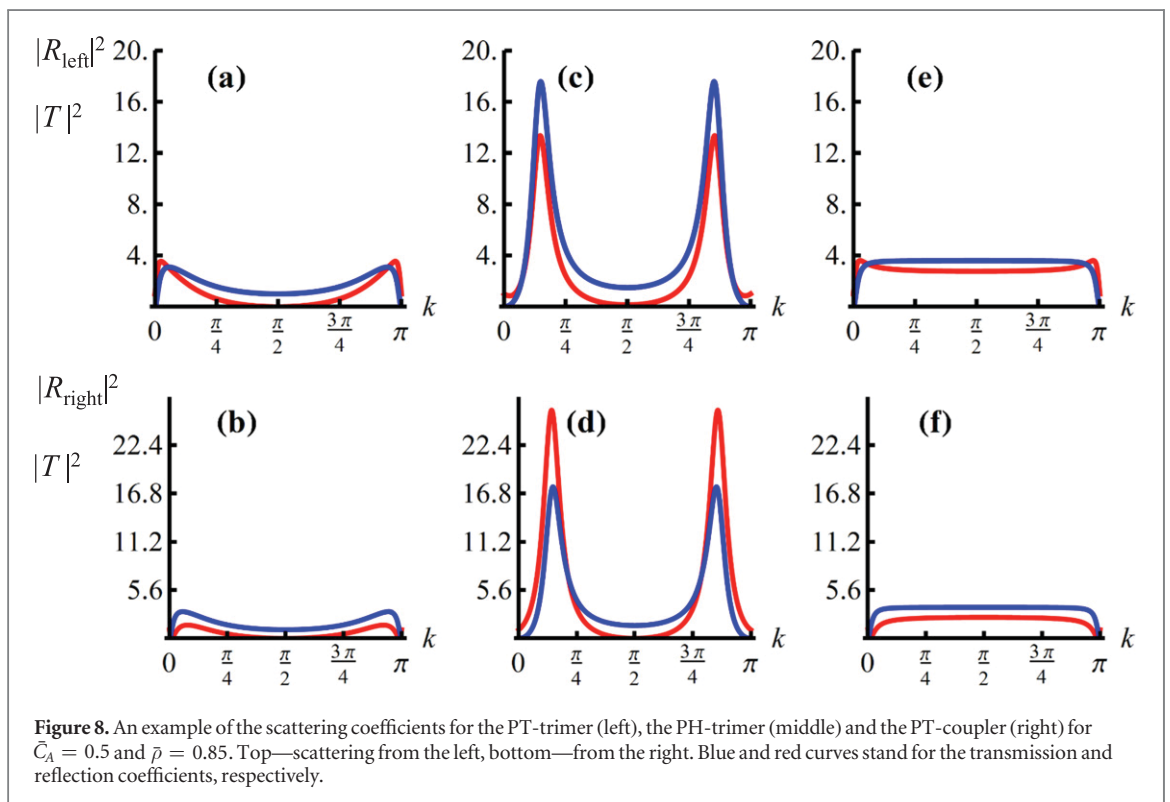 |R_left|² 20. 20. 20.
(a) (c) (e)
16. 16. 16.
|T|²
12. 12. 12.
8. 8. 8.
4. 4. 4.
k k k
0 π/4 π/2 3π/4 π 0 π/4 π/2 3π/4 π 0 π/4 π/2 3π/4 π
|R_right|²
(b) (d) (f)
22.4 22.4 22.4
|T|²
16.8 16.8 16.8
11.2 11.2 11.2
5.6 5.6 5.6
k k k
0 π/4 π/2 3π/4 π 0 π/4 π/2 3π/4 π 0 π/4 π/2 3π/4 π
Figure 8. An example of the scattering coefficients for the PT-trimer (left), the PH-trimer (middle) and the PT-coupler (right) for
C̄_A = 0.5 and ρ̄ = 0.85. Top—scattering from the left, bottom—from the right. Blue and red curves stand for the transmission and
reflection coefficients, respectively.